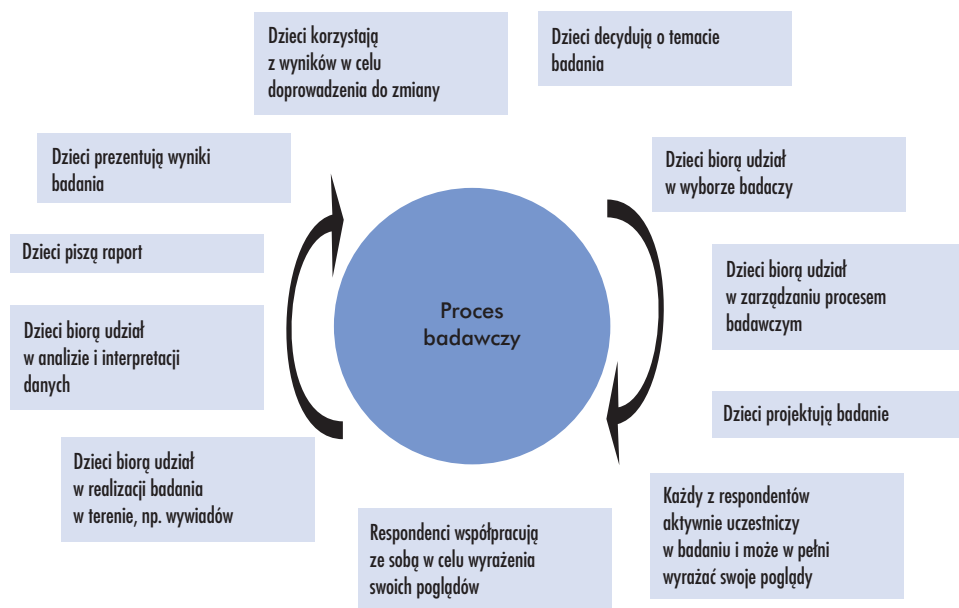 Dzieci korzystają
z wyników w celu
doprowadzenia do zmiany
Dzieci decydują o temacie
badania
Dzieci prezentują wyniki
badania
Dzieci biorą udział
w wyborze badaczy
Dzieci piszą raport
Dzieci biorą udział
w zarządzaniu procesem
badawczym
Proces
badawczy
Dzieci biorą udział
w analizie i interpretacji
danych
Dzieci projektują badanie
Dzieci biorą udział
w realizacji badania
w terenie, np. wywiadów
Każdy z respondentów
aktywnie uczestniczy
w badaniu i może w pełni
wyrażać swoje poglądy
Respondenci współpracują
ze sobą w celu wyrażenia
swoich poglądów